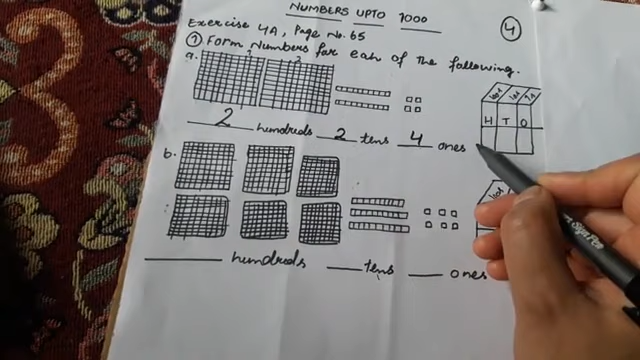 NUMBERS UPTO 1000
4
Exercise 4A, Page No. 65
1 Form Numbers for each of the following.
a.
H T O
2 hundreds 2 tens 4 ones
b.
hundreds tens ones